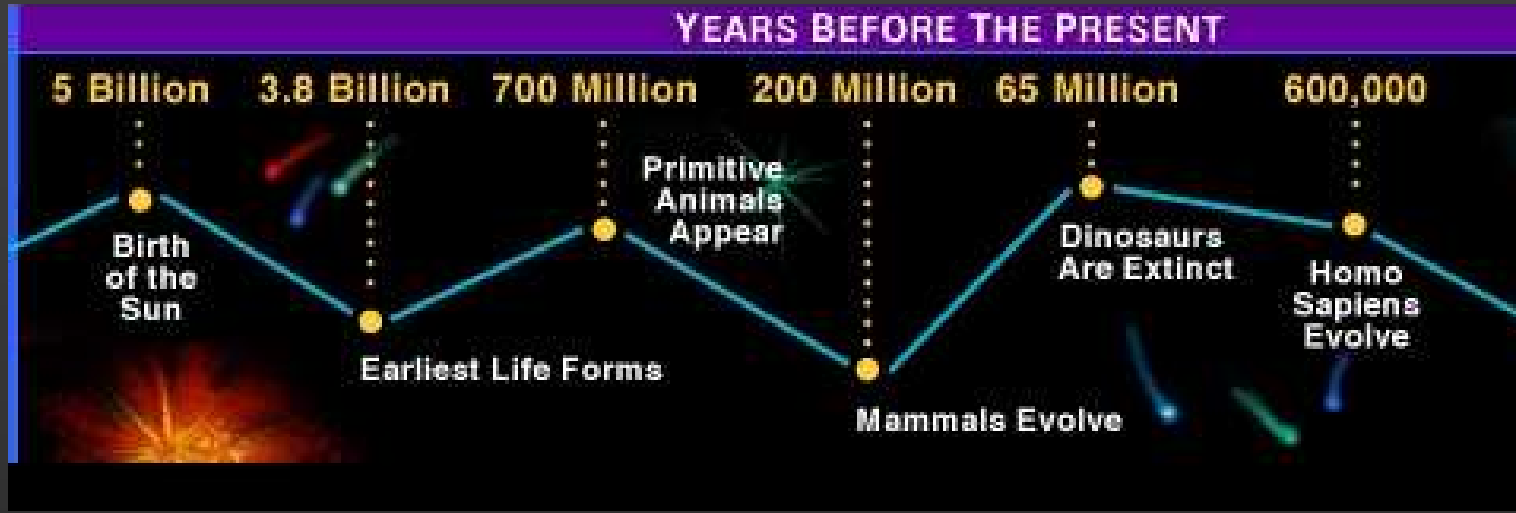 YEARS BEFORE THE PRESENT
5 Billion
3.8 Billion
700 Million
200 Million
65 Million
600,000
Birth
of the
Sun
Earliest Life Forms
Primitive
Animals
Appear
Mammals Evolve
Dinosaurs
Are Extinct
Homo
Sapiens
Evolve